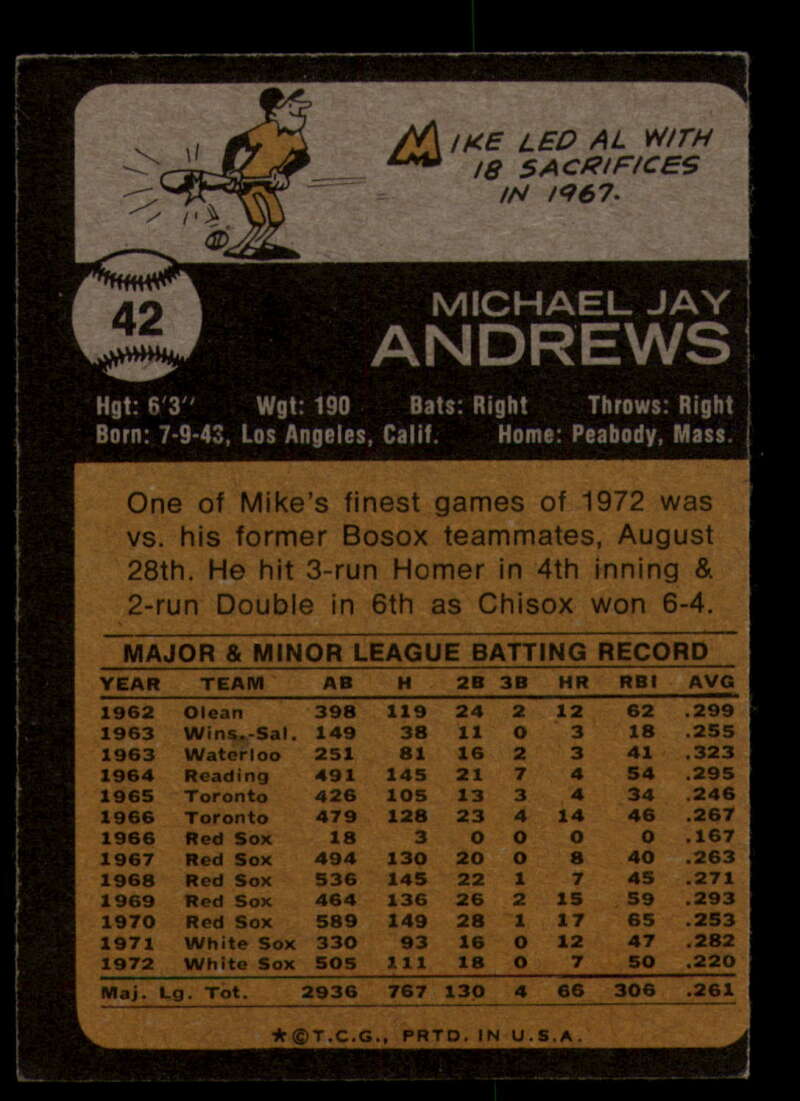 MIKE LED AL WITH
18 SACRIFICES
IN 1967.
42
MICHAEL JAY
ANDREWS
Hgt: 6'3" Wgt: 190 Bats: Right Throws: Right
Born: 7-9-43, Los Angeles, Calif. Home: Peabody, Mass.
One of Mike's finest games of 1972 was
vs. his former Bosox teammates, August
28th. He hit 3-run Homer in 4th inning &
2-run Double in 6th as Chisox won 6-4.
MAJOR & MINOR LEAGUE BATTING RECORD
YEAR TEAM AB H 2B 3B HR RBI AVG
1962 Olean 398 119 24 2 12 62 .299
1963 Wins.-Sal. 149 38 11 0 3 18 .255
1963 Waterloo 251 81 16 2 3 41 .323
1964 Reading 491 145 21 7 4 54 .295
1965 Toronto 426 105 13 3 4 34 .246
1966 Toronto 479 128 23 4 14 46 .267
1966 Red Sox 18 3 0 0 0 0 .167
1967 Red Sox 494 130 20 0 8 40 .263
1968 Red Sox 536 145 22 1 7 45 .271
1969 Red Sox 464 136 26 2 15 59 .293
1970 Red Sox 589 149 28 1 17 65 .253
1971 White Sox 330 93 16 0 12 47 .282
1972 White Sox 505 111 18 0 7 50 .220
Maj. Lg. Tot. 2936 767 130 4 66 306 .261
★©T.C.G., PRTD. IN U.S.A.